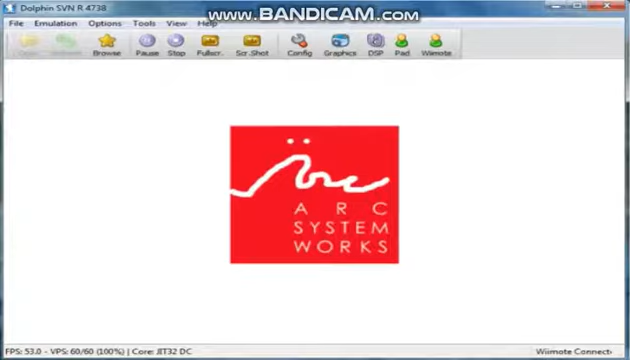 Dolphin SVN R 4738
www.BANDICAM.com
File Emulation Options Tools View Help
Browse Pause Stop Fullscr. Scr.Shot Config Graphics DSP Pad Wiimote
Arc
ARC
SYSTEM
WORKS
FPS: 53.0 - VPS: 60/60 (100%) | Core: JIT32 DC
Wiimote Connect